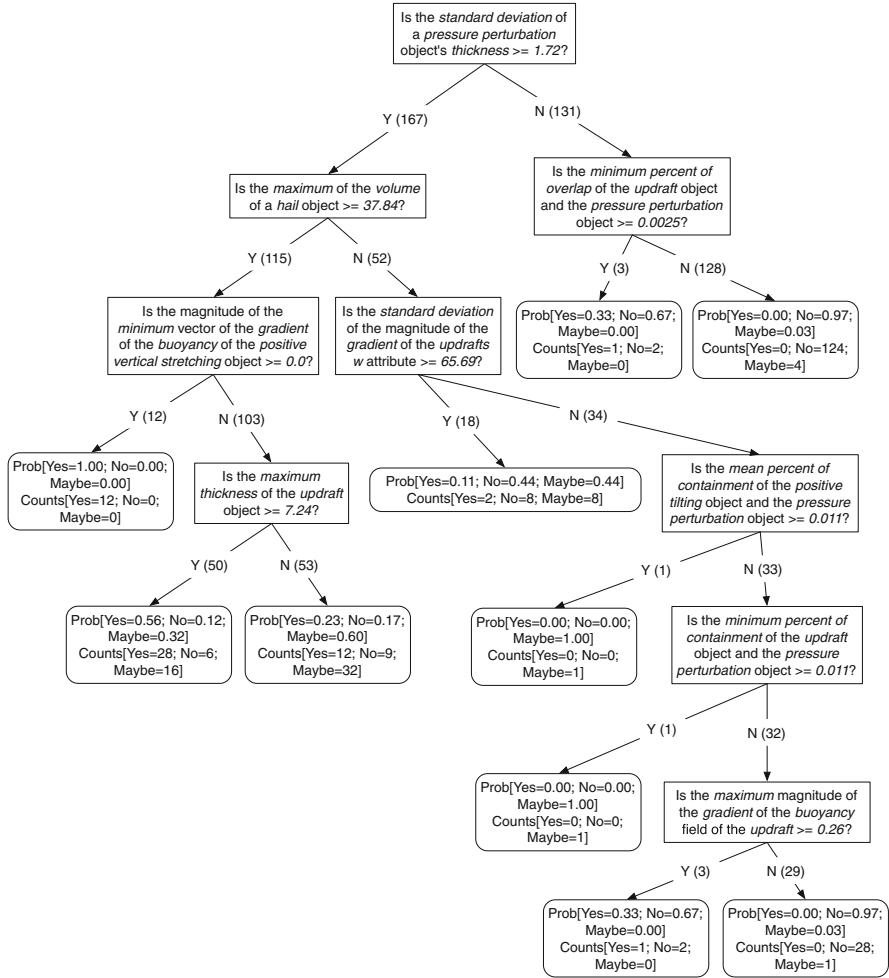 Is the standard deviation of
a pressure perturbation
object's thickness >= 1.72?
Y (167)
N (131)
Is the maximum of the volume
of a hail object >= 37.84?
Is the minimum percent of
overlap of the updraft object
and the pressure perturbation
object >= 0.0025?
Y (115)
N (52)
Y (3)
N (128)
Is the magnitude of the
minimum vector of the gradient
of the buoyancy of the positive
vertical stretching object >= 0.0?
Is the standard deviation
of the magnitude of the
gradient of the updrafts
w attribute >= 65.69?
Prob[Yes=0.33; No=0.67;
Maybe=0.00]
Counts[Yes=1; No=2;
Maybe=0]
Prob[Yes=0.00; No=0.97;
Maybe=0.03]
Counts[Yes=0; No=124;
Maybe=4]
Y (12)
N (103)
Y (18)
N (34)
Prob[Yes=1.00; No=0.00;
Maybe=0.00]
Counts[Yes=12; No=0;
Maybe=0]
Is the maximum
thickness of the updraft
object >= 7.24?
Prob[Yes=0.11; No=0.44; Maybe=0.44]
Counts[Yes=2; No=8; Maybe=8]
Is the mean percent of
containment of the positive
tilting object and the pressure
perturbation object >= 0.011?
Y (50)
N (53)
Y (1)
N (33)
Prob[Yes=0.56; No=0.12;
Maybe=0.32]
Counts[Yes=28; No=6;
Maybe=16]
Prob[Yes=0.23; No=0.17;
Maybe=0.60]
Counts[Yes=12; No=9;
Maybe=32]
Prob[Yes=0.00; No=0.00;
Maybe=1.00]
Counts[Yes=0; No=0;
Maybe=1]
Is the minimum percent of
containment of the updraft
object and the pressure
perturbation object >= 0.011?
Y (1)
N (32)
Prob[Yes=0.00; No=0.00;
Maybe=1.00]
Counts[Yes=0; No=0;
Maybe=1]
Is the maximum magnitude of
the gradient of the buoyancy
field of the updraft >= 0.26?
Y (3)
N (29)
Prob[Yes=0.33; No=0.67;
Maybe=0.00]
Counts[Yes=1; No=2;
Maybe=0]
Prob[Yes=0.00; No=0.97;
Maybe=0.03]
Counts[Yes=0; No=28;
Maybe=1]